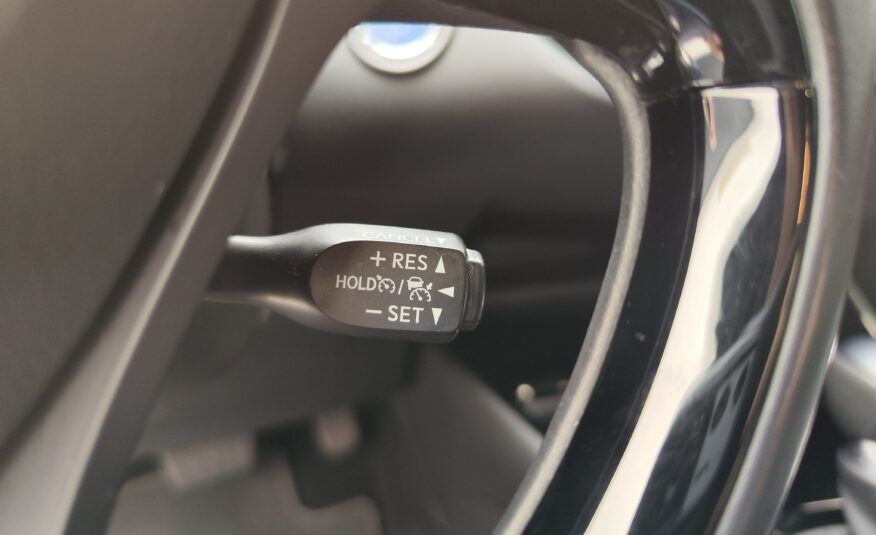 CANCEL
+ RES
HOLD /
− SET